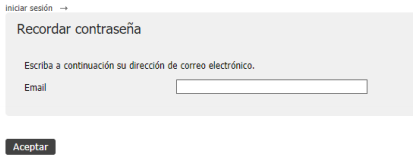 iniciar sesión →
Recordar contraseña
Escriba a continuación su dirección de correo electrónico.
Email
Aceptar